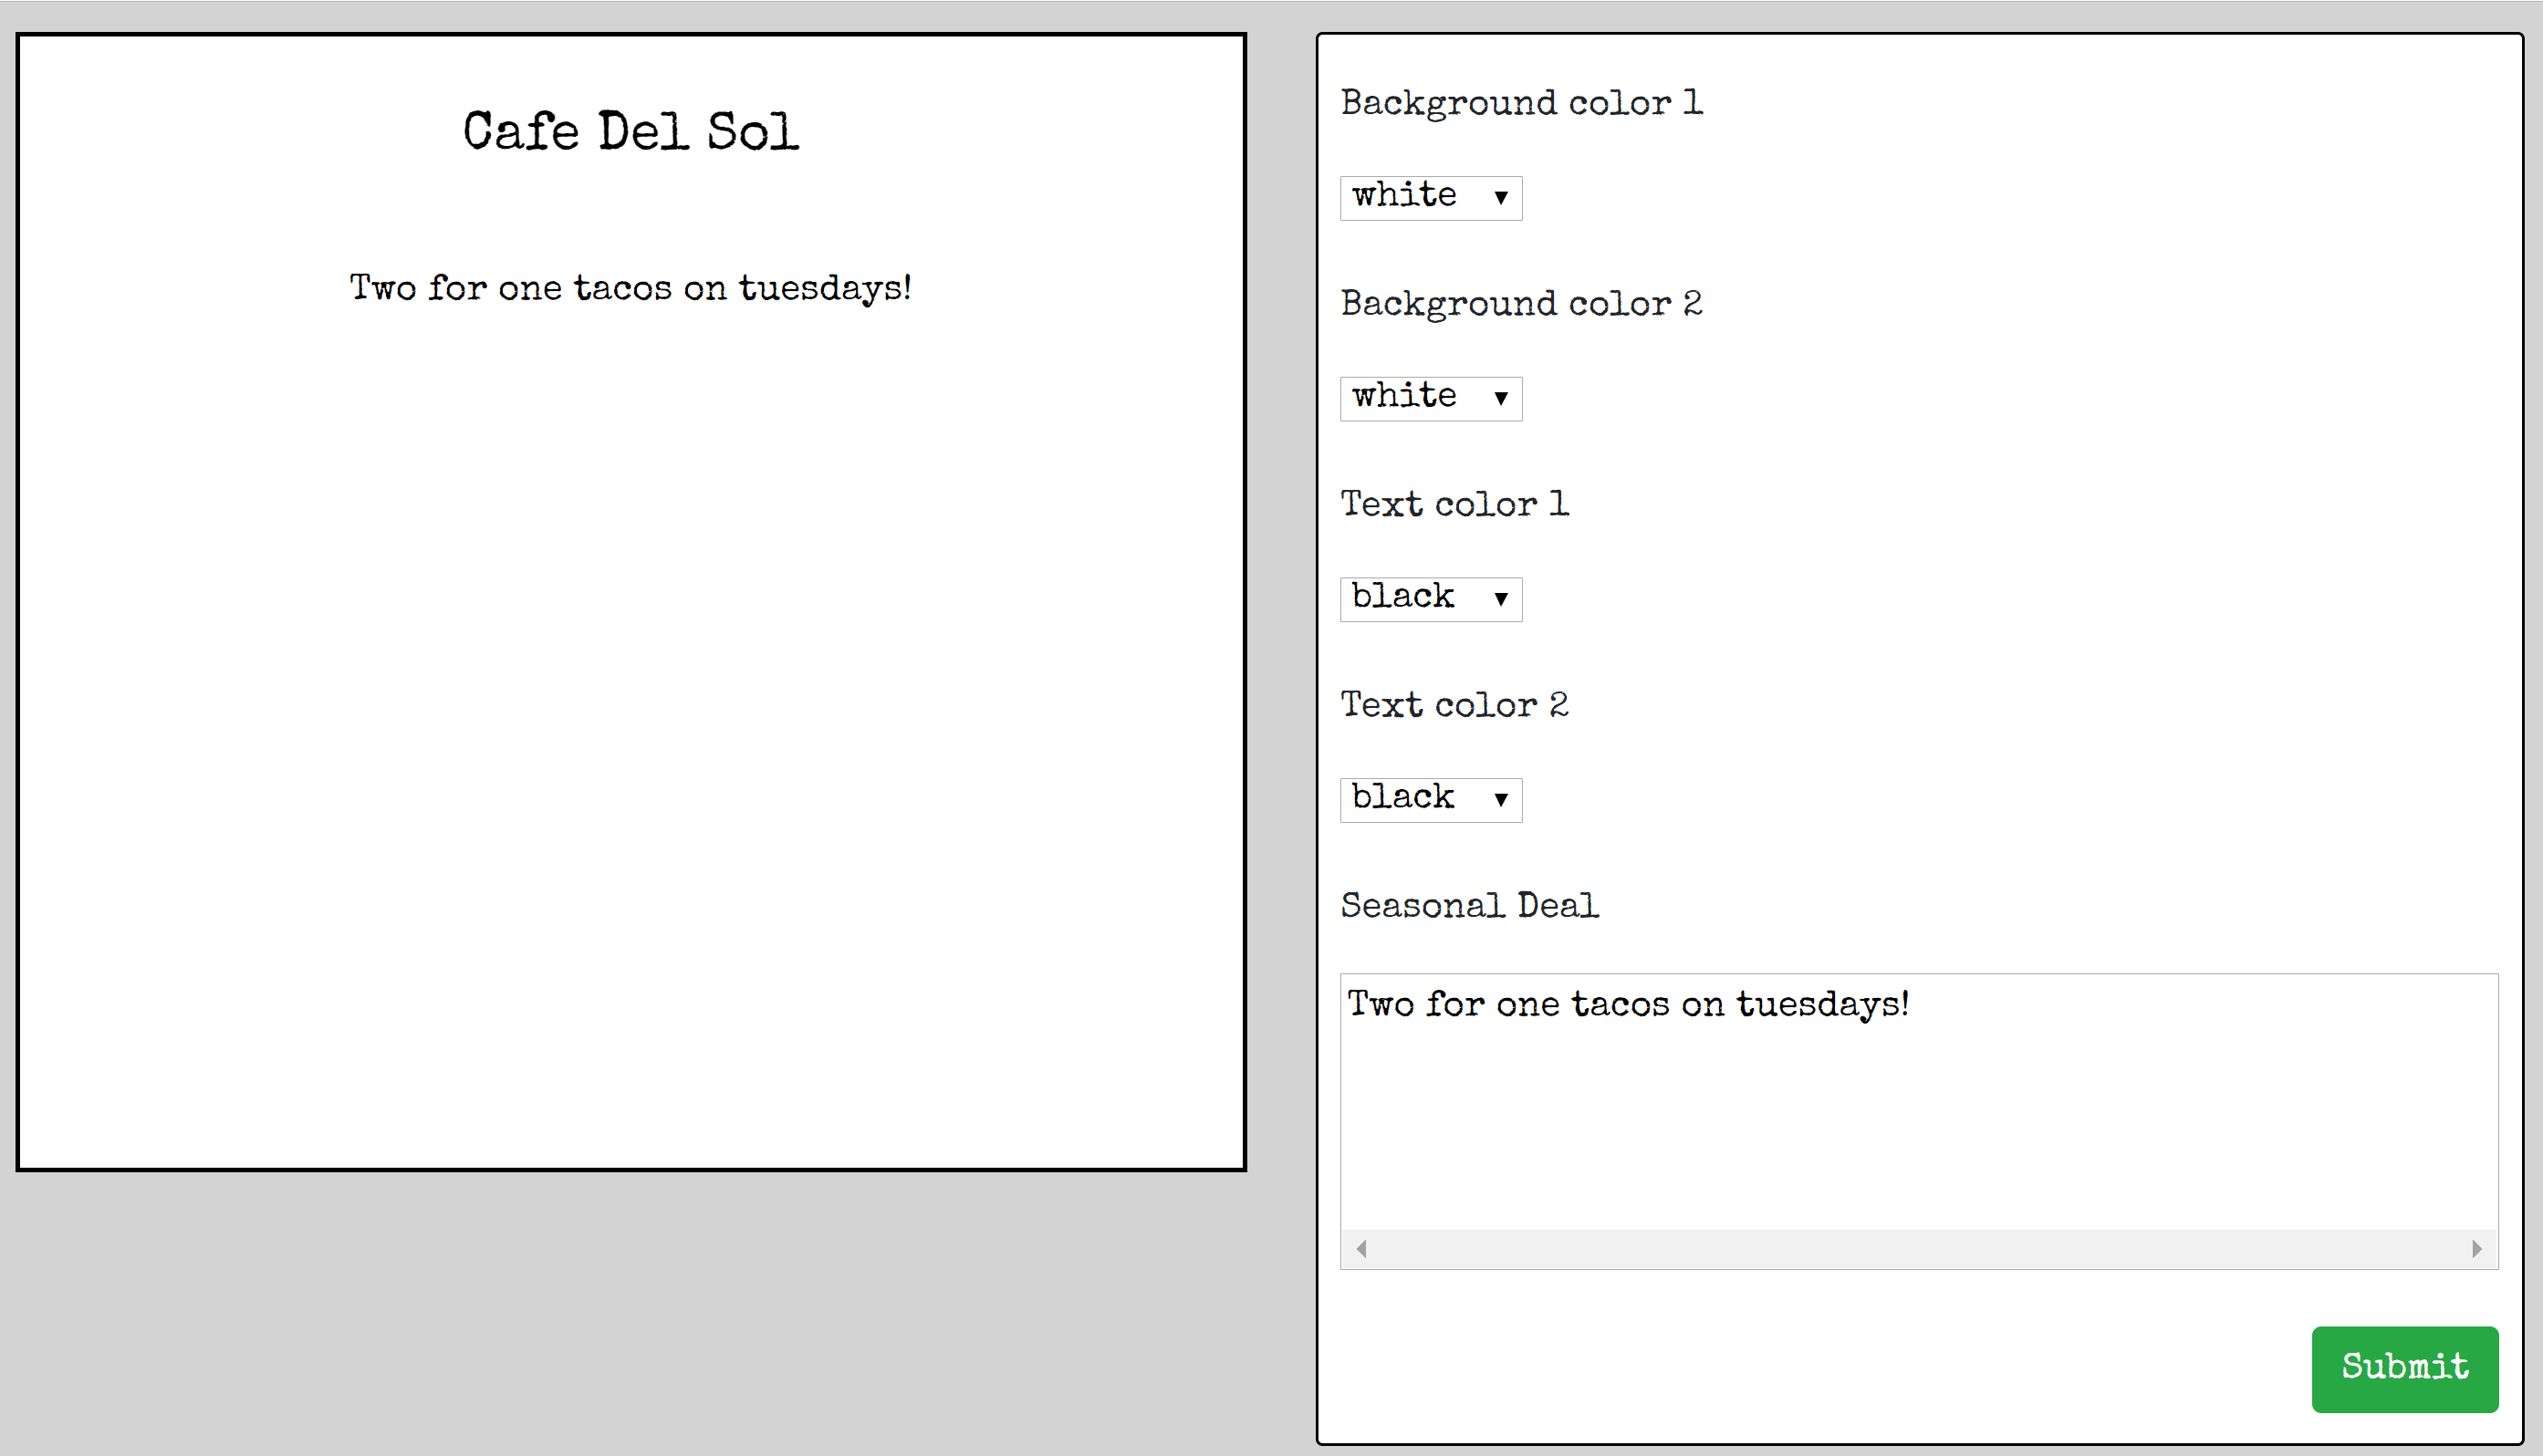 Cafe Del Sol
Two for one tacos on tuesdays!
Background color 1
white
Background color 2
white
Text color 1
black
Text color 2
black
Seasonal Deal
Two for one tacos on tuesdays!
Submit